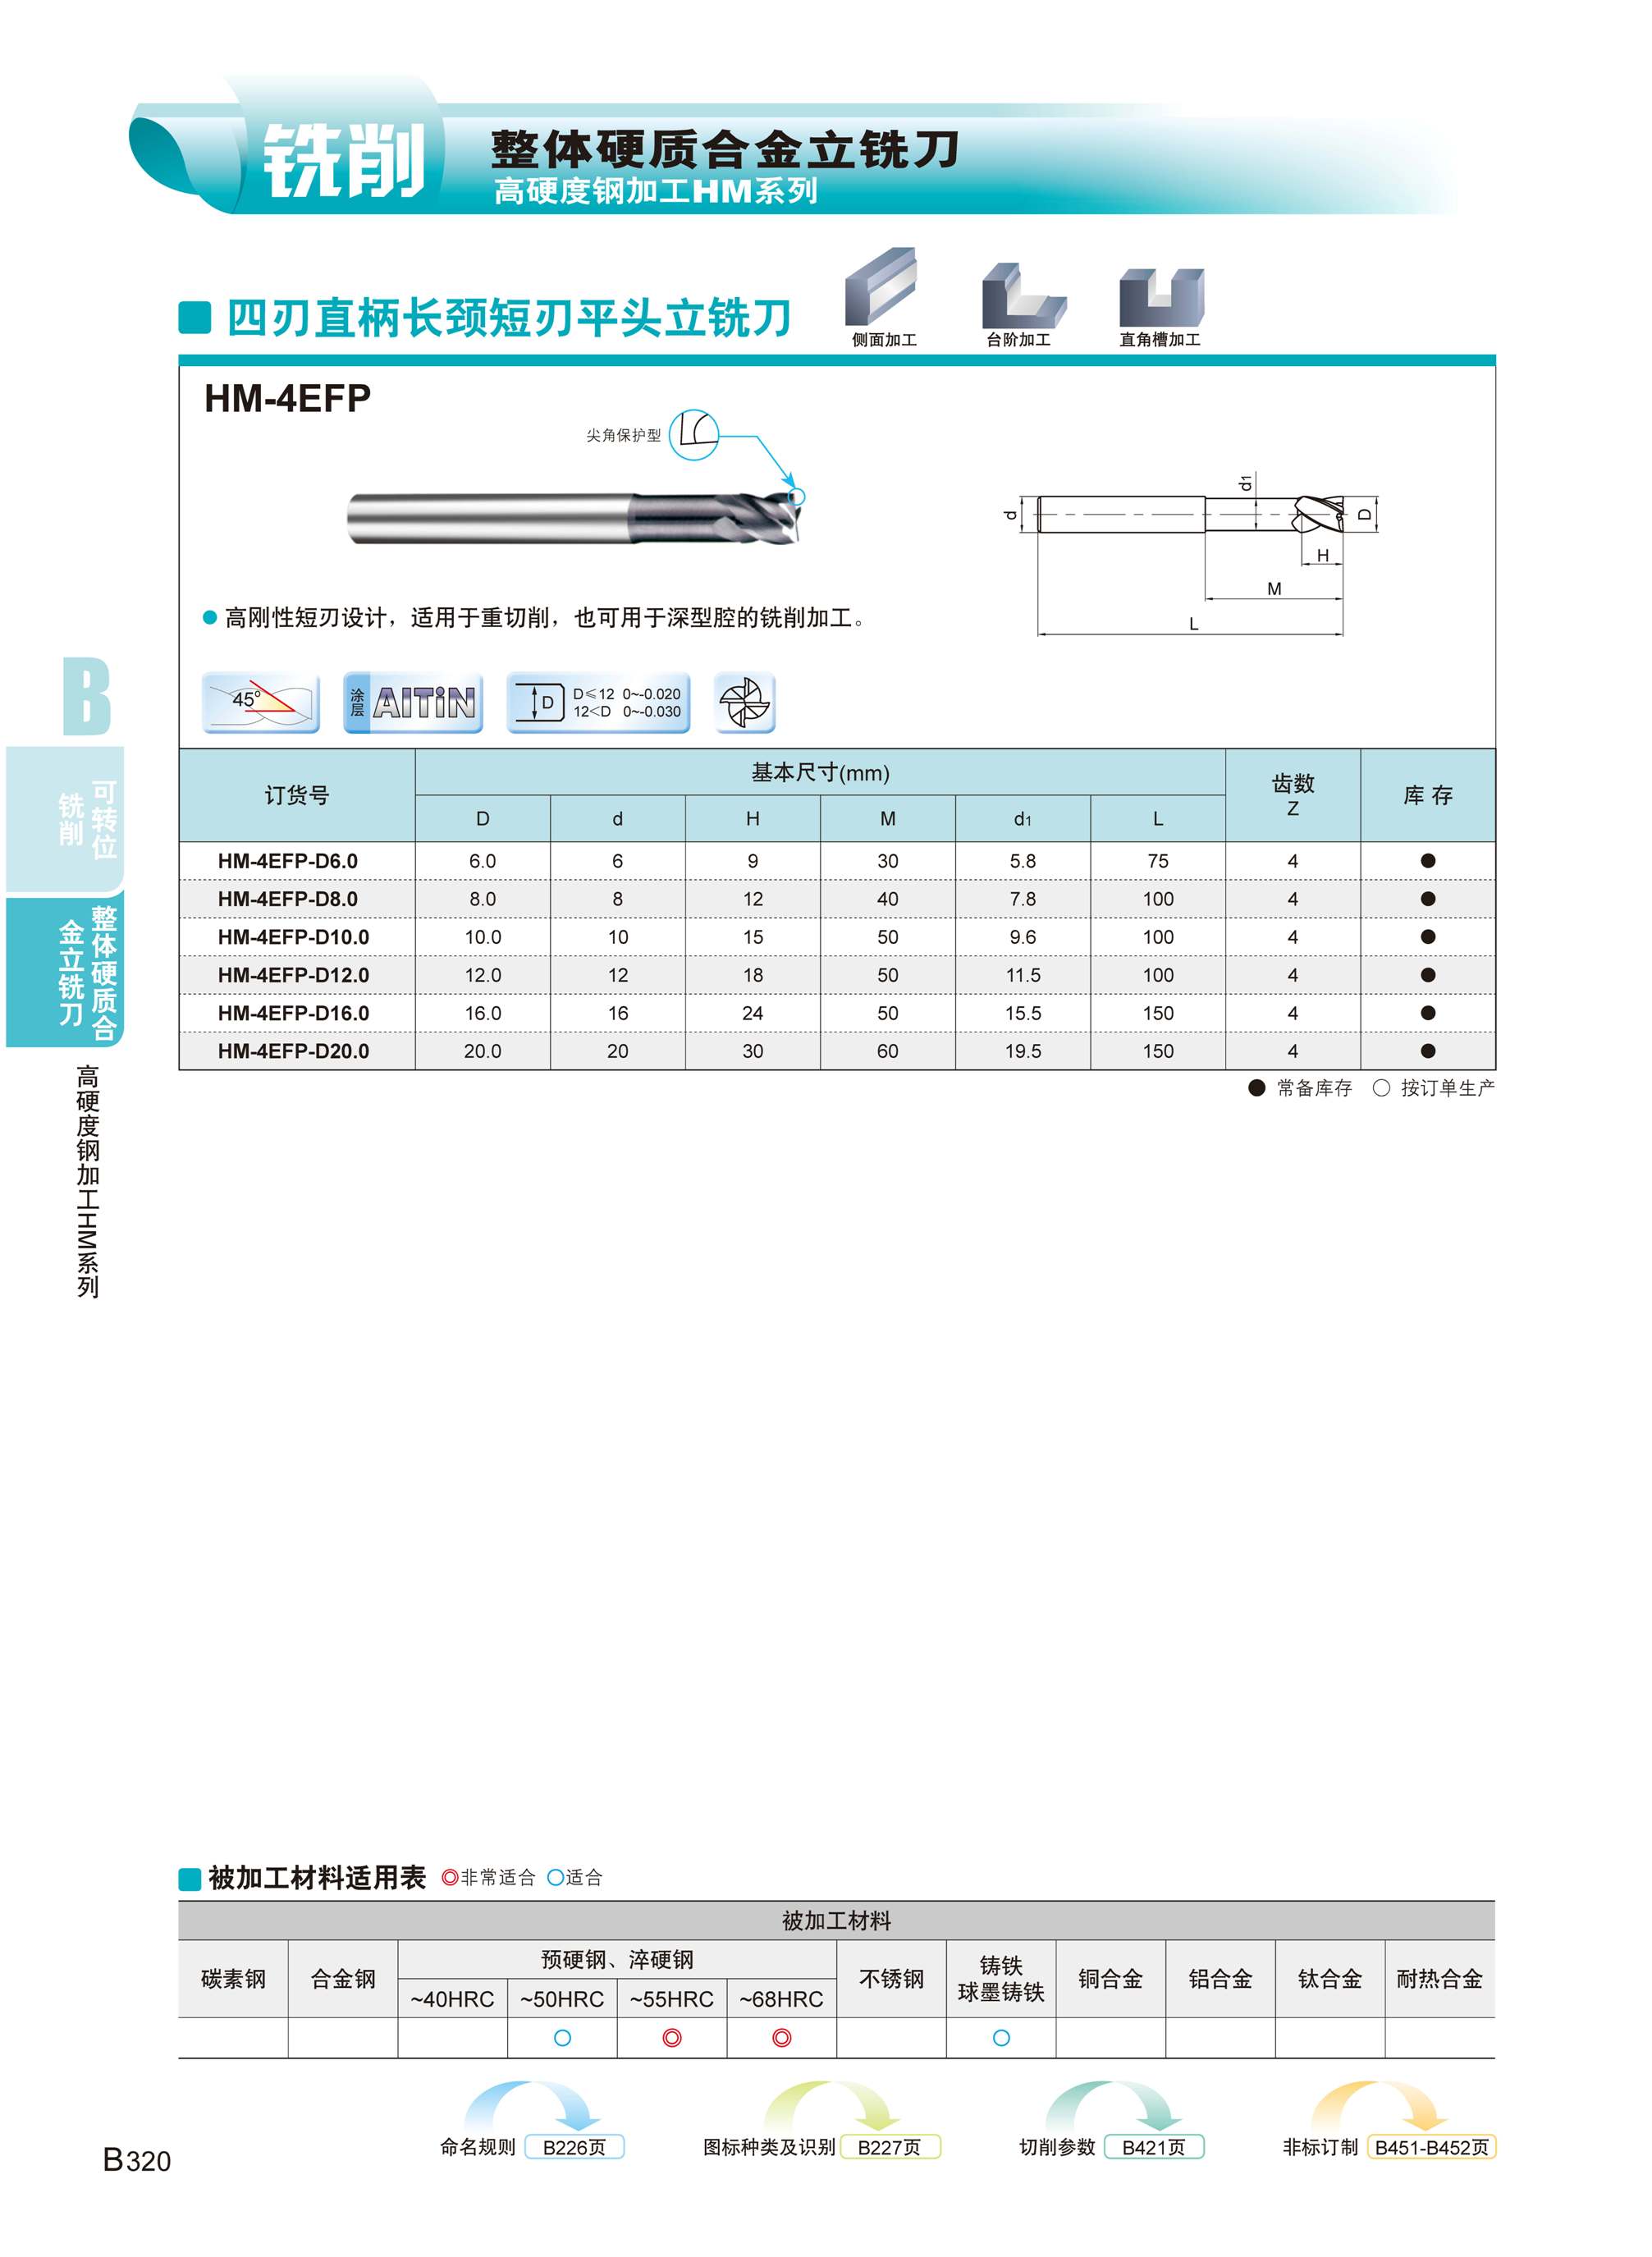 铣削
整体硬质合金立铣刀
高硬度钢加工HM系列
四刃直柄长颈短刃平头立铣刀
侧面加工
台阶加工
直角槽加工
HM-4EFP
尖角保护型
d
d1
D
H
M
L
高刚性短刃设计，适用于重切削，也可用于深型腔的铣削加工。
45°
涂层 AlTiN
D
D≤12 0~-0.020
12<D 0~-0.030
订货号 基本尺寸(mm) 齿数 Z 库存
D d H M d1 L
HM-4EFP-D6.0 6.0 6 9 30 5.8 75 4 ●
HM-4EFP-D8.0 8.0 8 12 40 7.8 100 4 ●
HM-4EFP-D10.0 10.0 10 15 50 9.6 100 4 ●
HM-4EFP-D12.0 12.0 12 18 50 11.5 100 4 ●
HM-4EFP-D16.0 16.0 16 24 50 15.5 150 4 ●
HM-4EFP-D20.0 20.0 20 30 60 19.5 150 4 ●
● 常备库存 ○ 按订单生产
B
可转位
铣削
整体硬质合
金立铣刀
高硬度钢加工HM系列
被加工材料适用表 ◎非常适合 ○适合
被加工材料
碳素钢 合金钢 预硬钢、淬硬钢 不锈钢 铸铁 球墨铸铁 铜合金 铝合金 钛合金 耐热合金
~40HRC ~50HRC ~55HRC ~68HRC
○ ◎ ◎ ○
命名规则 B226页
图标种类及识别 B227页
切削参数 B421页
非标订制 B451-B452页
B320